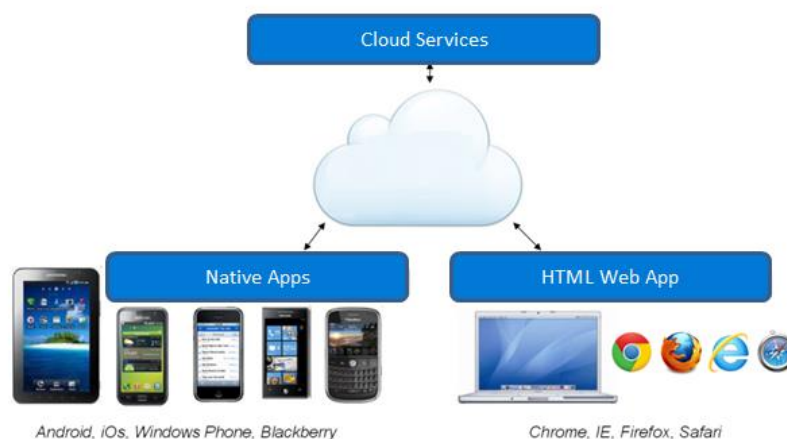 Cloud Services
Native Apps
HTML Web App
Android, iOs, Windows Phone, Blackberry
Chrome, IE, Firefox, Safari